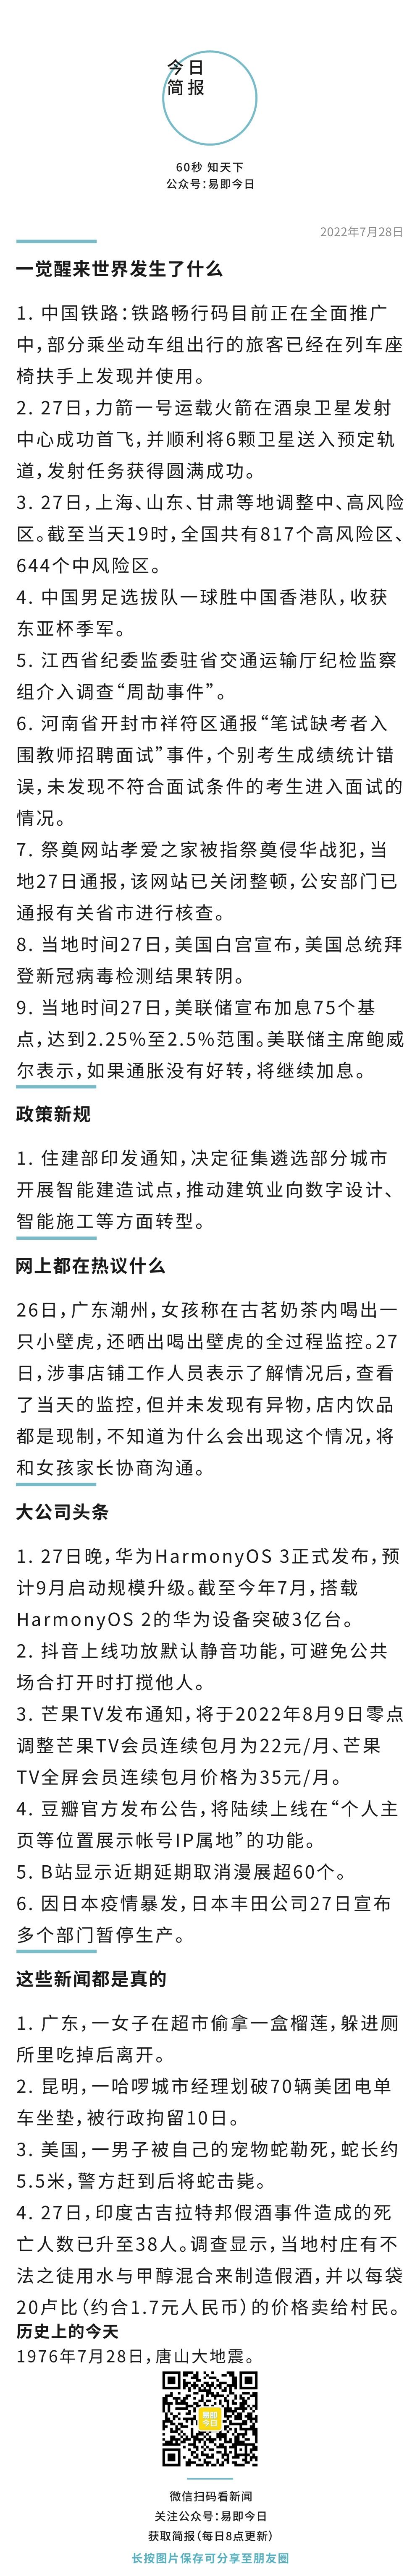 今日
简报
60秒 知天下
公众号：易即今日
2022年7月28日
一觉醒来世界发生了什么
1. 中国铁路：铁路畅行码目前正在全面推广
中，部分乘坐动车组出行的旅客已经在列车座
椅扶手上发现并使用。
2. 27日，力箭一号运载火箭在酒泉卫星发射
中心成功首飞，并顺利将6颗卫星送入预定轨
道，发射任务获得圆满成功。
3. 27日，上海、山东、甘肃等地调整中、高风险
区。截至当天19时，全国共有817个高风险区、
644个中风险区。
4. 中国男足选拔队一球胜中国香港队，收获
东亚杯季军。
5. 江西省纪委监委驻省交通运输厅纪检监察
组介入调查“周劼事件”。
6. 河南省开封市祥符区通报“笔试缺考者入
围教师招聘面试”事件，个别考生成绩统计错
误，未发现不符合面试条件的考生进入面试的
情况。
7. 祭奠网站孝爱之家被指祭奠侵华战犯，当
地27日通报，该网站已关闭整顿，公安部门已
通报有关省市进行核查。
8. 当地时间27日，美国白宫宣布，美国总统拜
登新冠病毒检测结果转阴。
9. 当地时间27日，美联储宣布加息75个基
点，达到2.25%至2.5%范围。美联储主席鲍威
尔表示，如果通胀没有好转，将继续加息。
政策新规
1. 住建部印发通知，决定征集遴选部分城市
开展智能建造试点，推动建筑业向数字设计、
智能施工等方面转型。
网上都在热议什么
26日，广东潮州，女孩称在古茗奶茶内喝出一
只小壁虎，还晒出喝出壁虎的全过程监控。27
日，涉事店铺工作人员表示了解情况后，查看
了当天的监控，但并未发现有异物，店内饮品
都是现制，不知道为什么会出现这个情况，将
和女孩家长协商沟通。
大公司头条
1. 27日晚，华为HarmonyOS 3正式发布，预
计9月启动规模升级。截至今年7月，搭载
HarmonyOS 2的华为设备突破3亿台。
2. 抖音上线功放默认静音功能，可避免公共
场合打开时打搅他人。
3. 芒果TV发布通知，将于2022年8月9日零点
调整芒果TV会员连续包月为22元/月、芒果
TV全屏会员连续包月价格为35元/月。
4. 豆瓣官方发布公告，将陆续上线在“个人主
页等位置展示帐号IP属地”的功能。
5. B站显示近期延期取消漫展超60个。
6. 因日本疫情暴发，日本丰田公司27日宣布
多个部门暂停生产。
这些新闻都是真的
1. 广东，一女子在超市偷拿一盒榴莲，躲进厕
所里吃掉后离开。
2. 昆明，一哈啰城市经理划破70辆美团电单
车坐垫，被行政拘留10日。
3. 美国，一男子被自己的宠物蛇勒死，蛇长约
5.5米，警方赶到后将蛇击毙。
4. 27日，印度古吉拉特邦假酒事件造成的死
亡人数已升至38人。调查显示，当地村庄有不
法之徒用水与甲醇混合来制造假酒，并以每袋
20卢比（约合1.7元人民币）的价格卖给村民。
历史上的今天
1976年7月28日，唐山大地震。
易即
今日
微信扫码看新闻
关注公众号：易即今日
获取简报（每日8点更新）
长按图片保存可分享至朋友圈